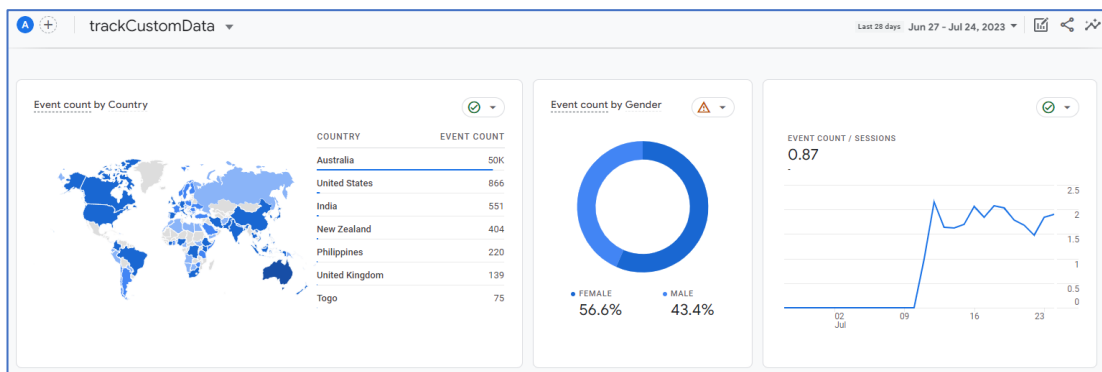 A trackCustomData Last 28 days Jun 27 - Jul 24, 2023
Event count by Country
COUNTRY EVENT COUNT
Australia 50K
United States 866
India 551
New Zealand 404
Philippines 220
United Kingdom 139
Togo 75
Event count by Gender
FEMALE MALE
56.6% 43.4%
EVENT COUNT / SESSIONS
0.87
-
2.5
2
1.5
1
0.5
0
02 09 16 23
Jul